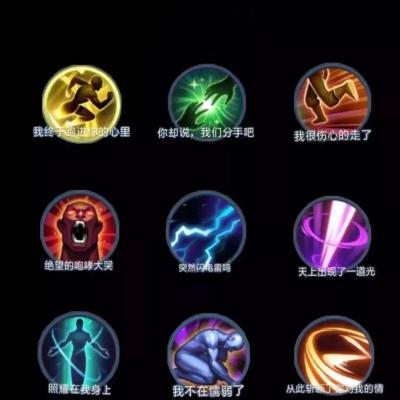 我终于跑进你的心里
你却说，我们分手吧
我很伤心的走了
绝望的咆哮大哭
突然闪电雷鸣
天上出现了一道光
照耀在我身上
我不在懦弱了
从此斩断了你对我的情